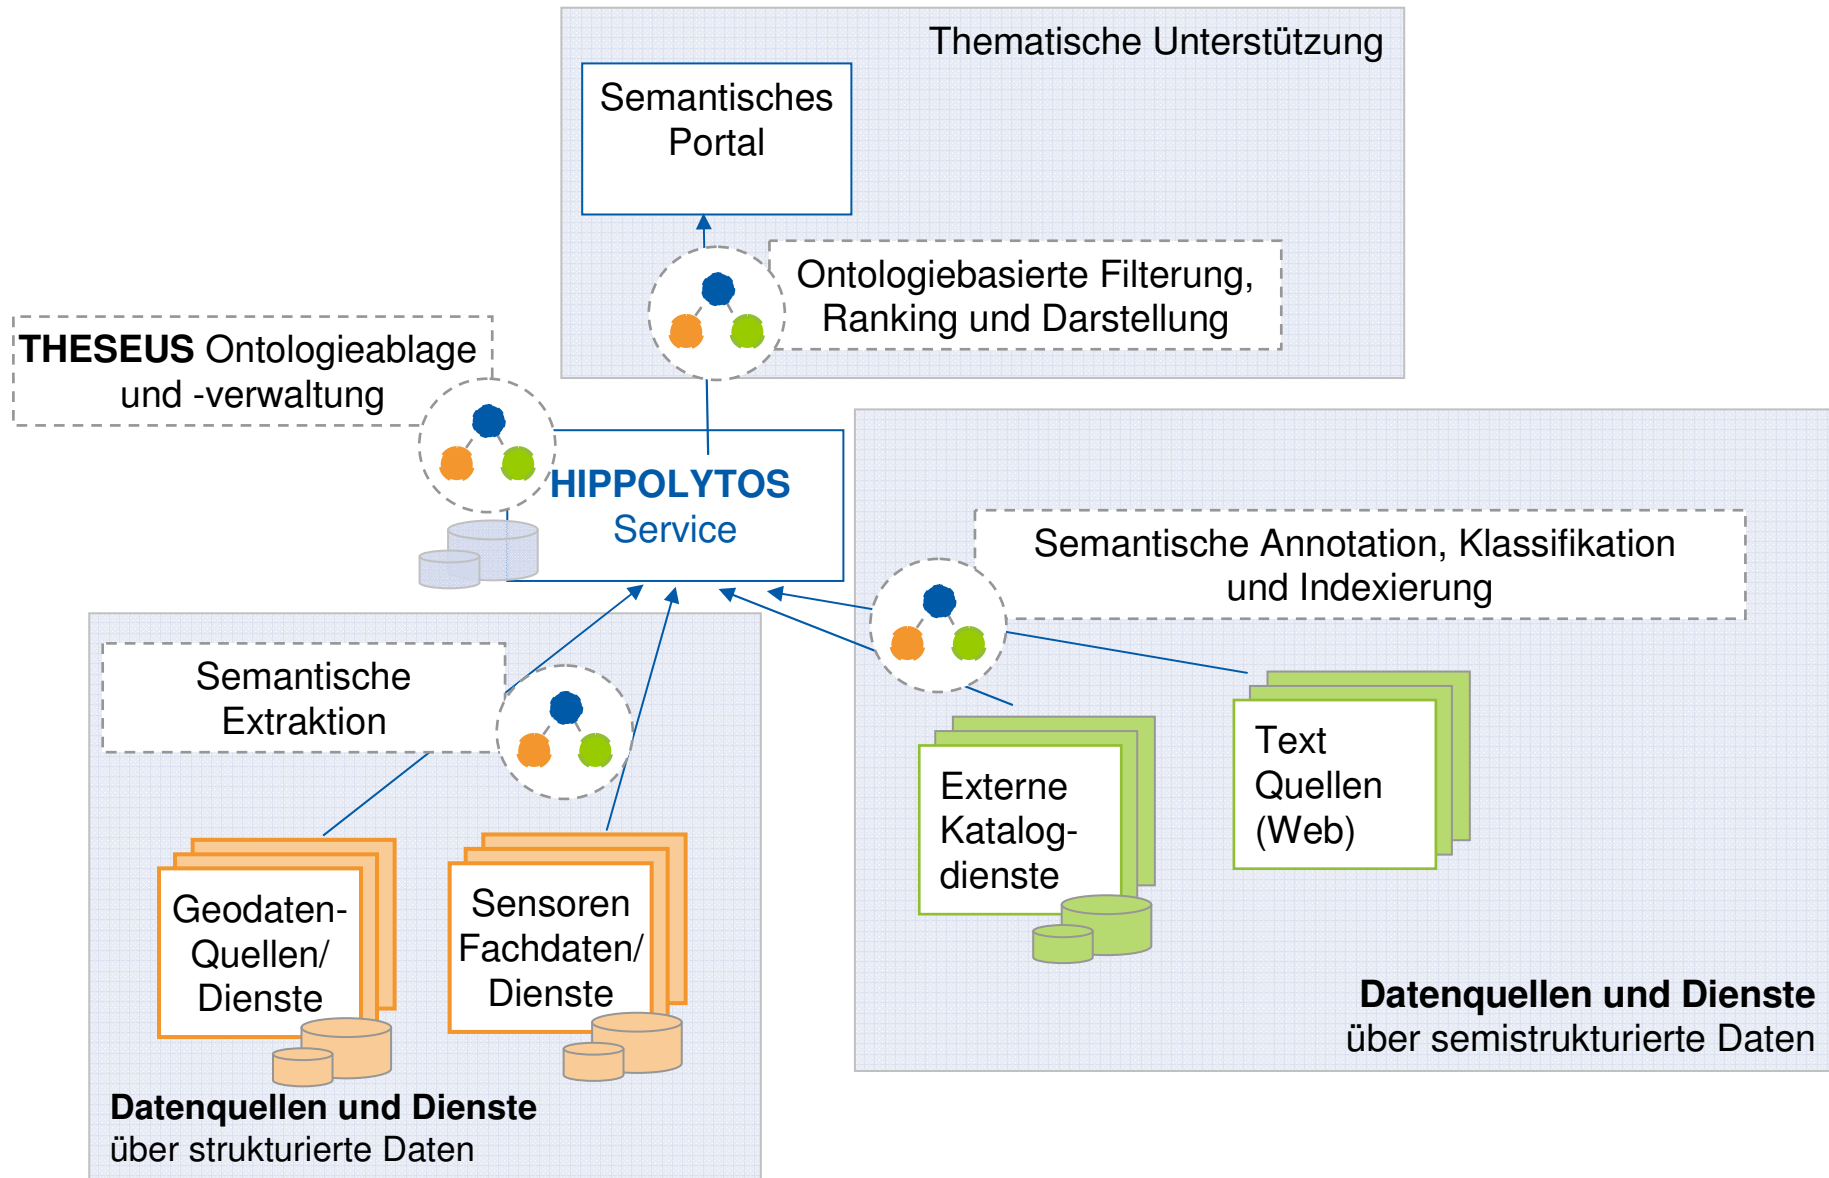 Thematische Unterstützung
Semantisches
Portal
Ontologiebasierte Filterung,
Ranking und Darstellung
THESEUS Ontologieablage
und -verwaltung
HIPPOLYTOS
Service
Semantische Annotation, Klassifikation
und Indexierung
Semantische
Extraktion
Text
Quellen
(Web)
Externe
Katalog-
dienste
Geodaten-
Quellen/
Dienste
Sensoren
Fachdaten/
Dienste
Datenquellen und Dienste
über semistrukturierte Daten
Datenquellen und Dienste
über strukturierte Daten